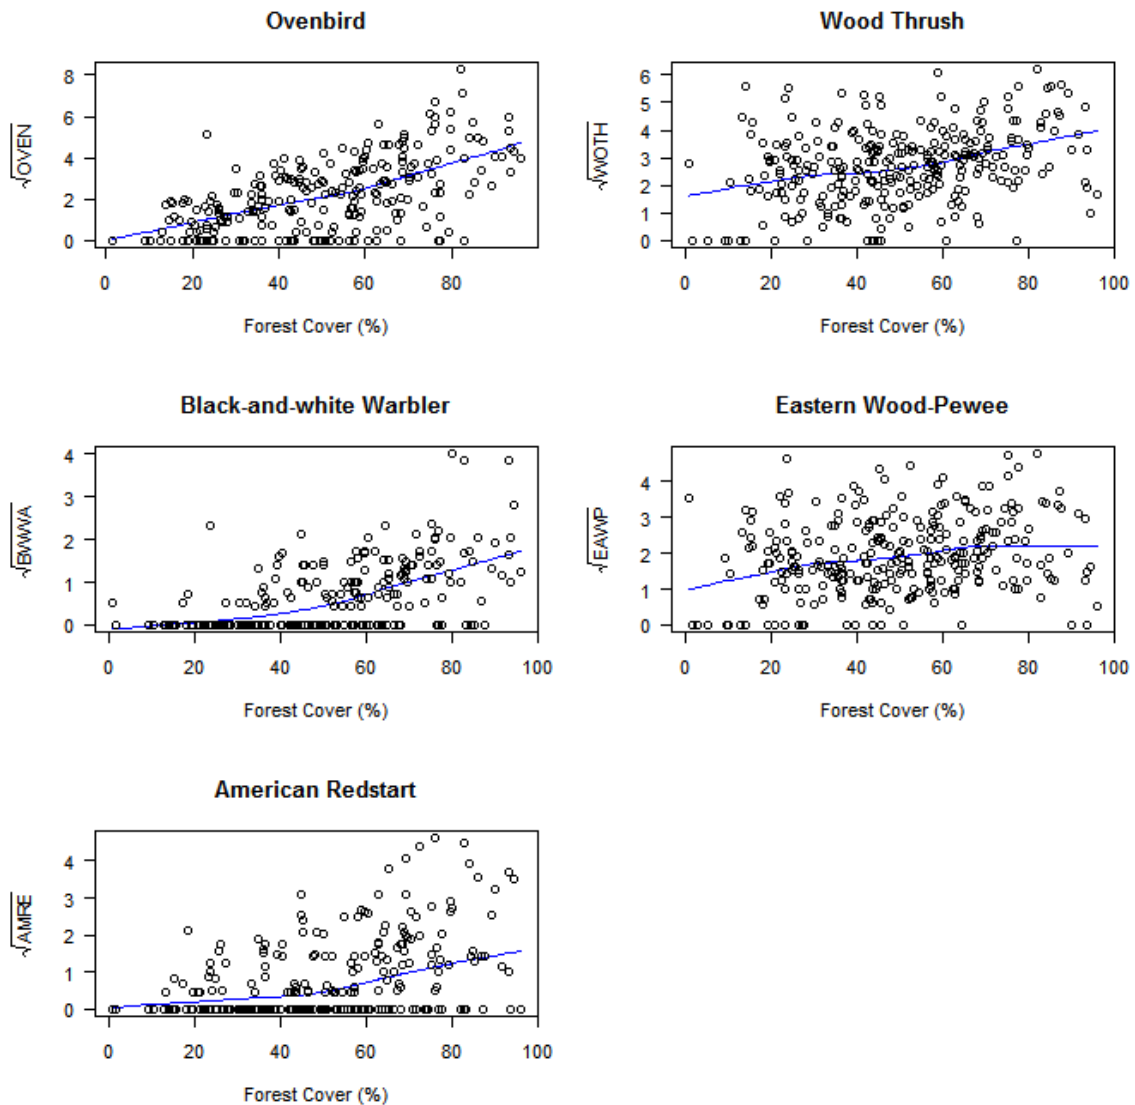 Ovenbird
√OVEN
8
6
4
2
0
0 20 40 60 80
Forest Cover (%)
Wood Thrush
√WOTH
6
5
4
3
2
1
0
0 20 40 60 80 100
Forest Cover (%)
Black-and-white Warbler
√BWWA
4
3
2
1
0
0 20 40 60 80 100
Forest Cover (%)
Eastern Wood-Pewee
√EAWP
4
3
2
1
0
0 20 40 60 80 100
Forest Cover (%)
American Redstart
√AMRE
4
3
2
1
0
0 20 40 60 80 100
Forest Cover (%)